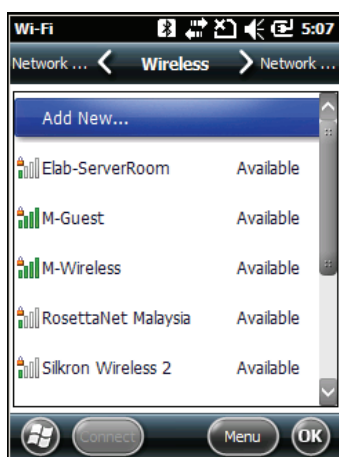 Wi-Fi 5:07
Network ... Wireless Network ...
Add New...
Elab-ServerRoom Available
M-Guest Available
M-Wireless Available
RosettaNet Malaysia Available
Silkron Wireless 2 Available
Connect Menu OK